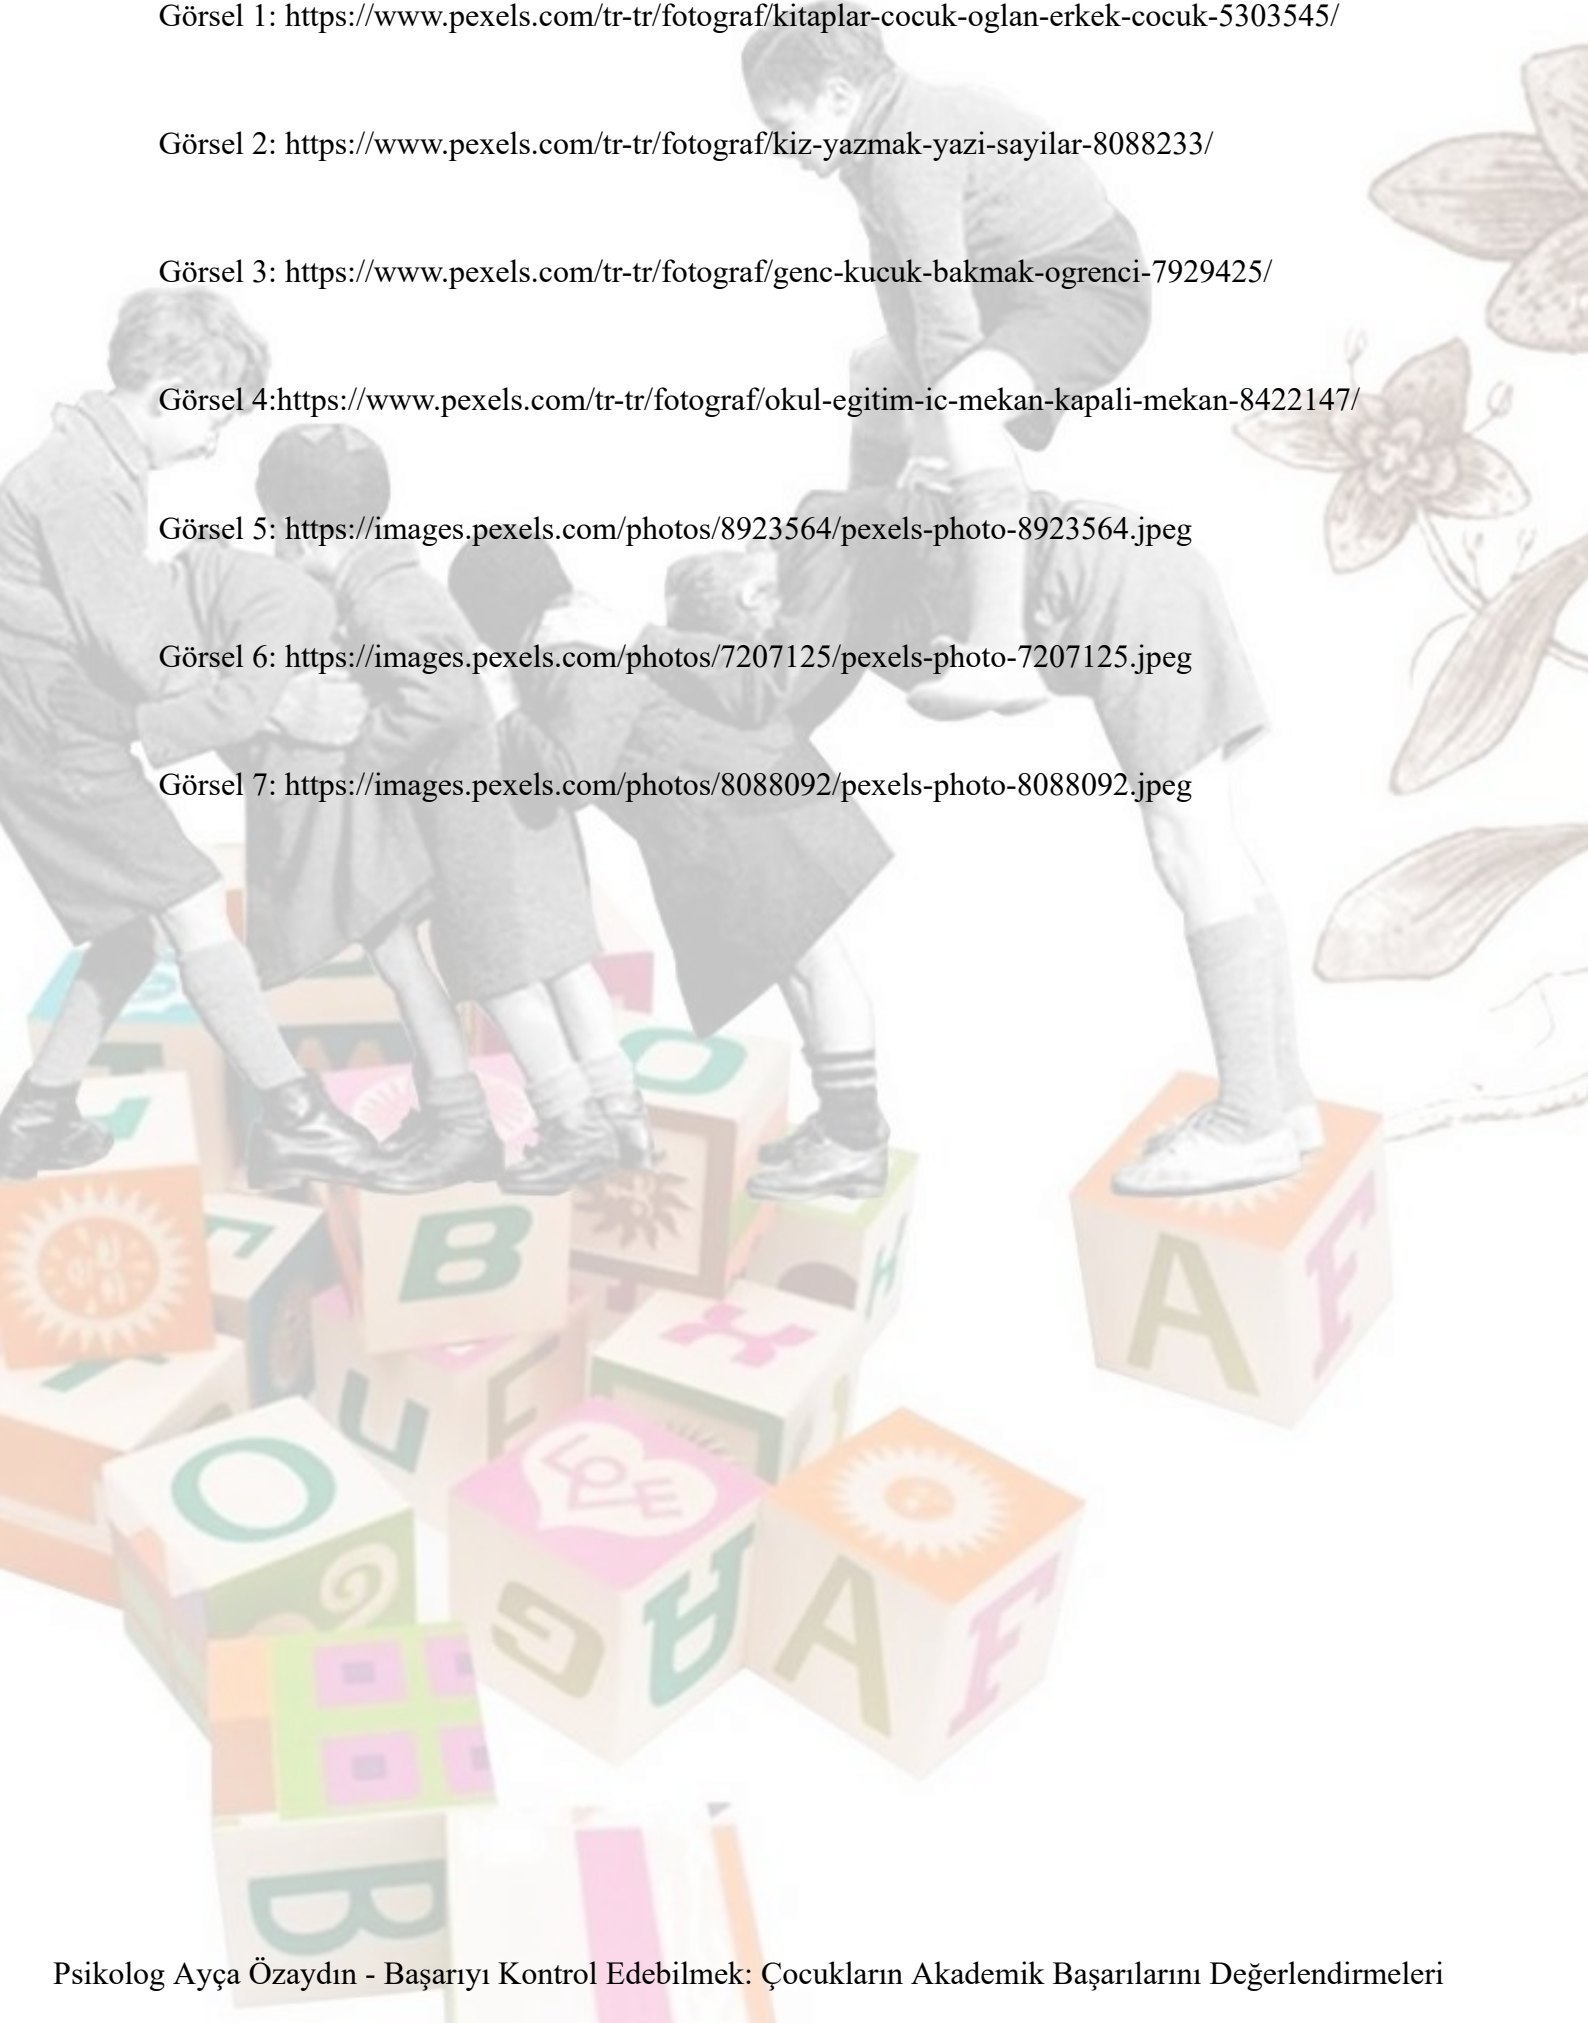 Görsel 1: https://www.pexels.com/tr-tr/fotograf/kitaplar-cocuk-oglan-erkek-cocuk-5303545/
Görsel 2: https://www.pexels.com/tr-tr/fotograf/kiz-yazmak-yazi-sayilar-8088233/
Görsel 3: https://www.pexels.com/tr-tr/fotograf/genc-kucuk-bakmak-ogrenci-7929425/
Görsel 4:https://www.pexels.com/tr-tr/fotograf/okul-egitim-ic-mekan-kapali-mekan-8422147/
Görsel 5: https://images.pexels.com/photos/8923564/pexels-photo-8923564.jpeg
Görsel 6: https://images.pexels.com/photos/7207125/pexels-photo-7207125.jpeg
Görsel 7: https://images.pexels.com/photos/8088092/pexels-photo-8088092.jpeg
O
B
H
A F
H
U
O
LOVE
G R A F
B
Psikolog Ayça Özaydın - Başarıyı Kontrol Edebilmek: Çocukların Akademik Başarılarını Değerlendirmeleri